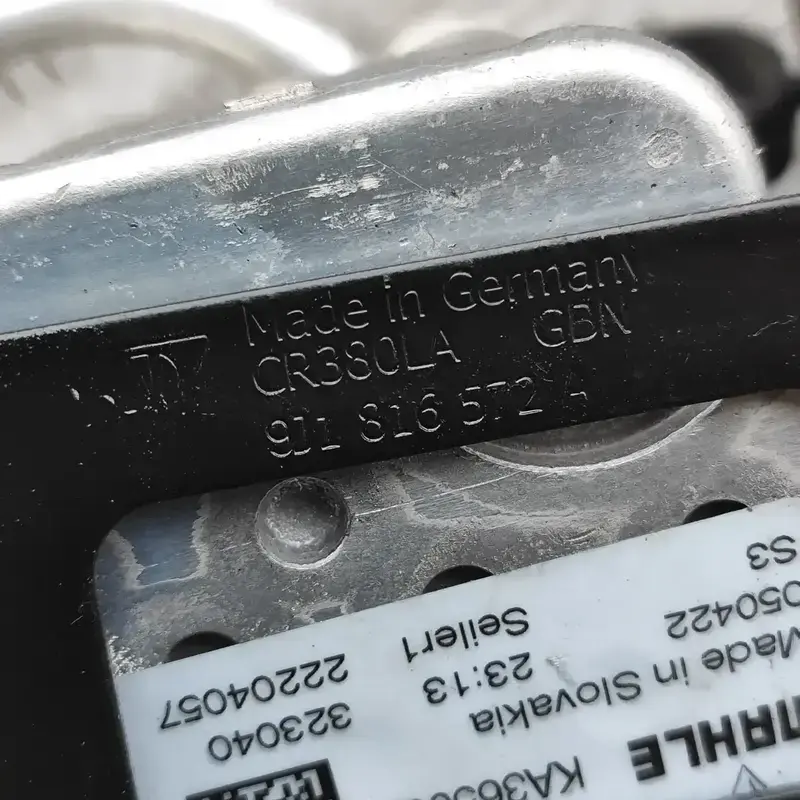 Made in Germany
CR380LA GBN
9J1 816 572 A
MAHLE
Made in Slovakia
050422 23:13 323040
S3 Seiler1 22204057